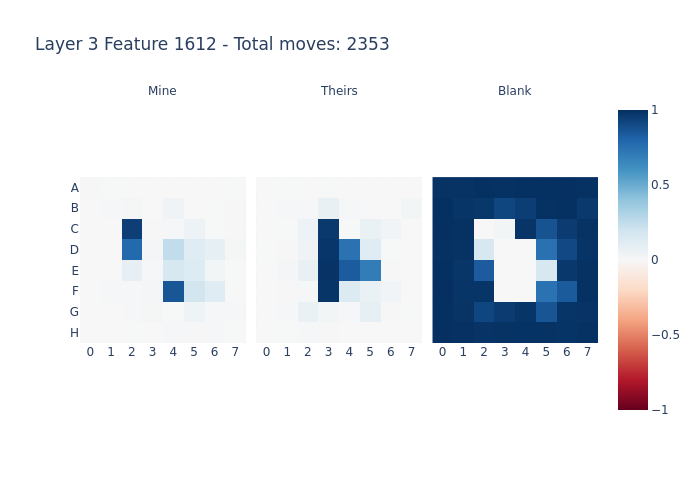 Layer 3 Feature 1612 - Total moves: 2353
Mine Theirs Blank
A
B
C
D
E
F
G
H
0 1 2 3 4 5 6 7 0 1 2 3 4 5 6 7 0 1 2 3 4 5 6 7
1
0.5
0
−0.5
−1